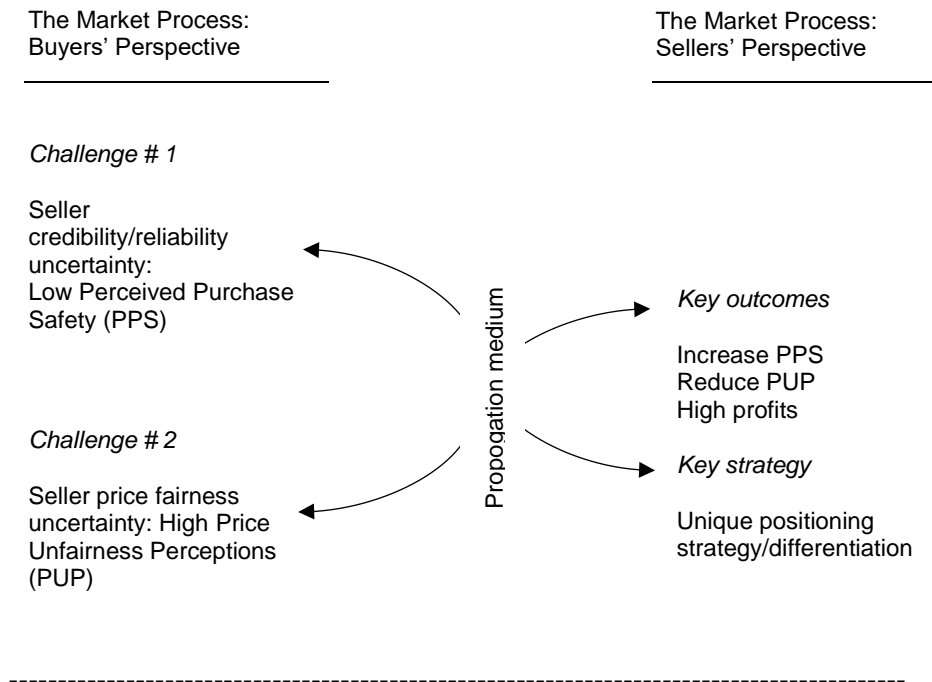 The Market Process:
Buyers’ Perspective
Challenge # 1
Seller
credibility/reliability
uncertainty:
Low Perceived Purchase
Safety (PPS)
Challenge # 2
Seller price fairness
uncertainty: High Price
Unfairness Perceptions
(PUP)
Propogation medium
The Market Process:
Sellers’ Perspective
Key outcomes
Increase PPS
Reduce PUP
High profits
Key strategy
Unique positioning
strategy/differentiation